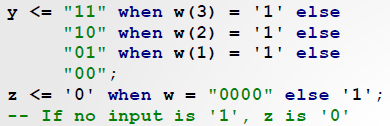 y <= "11" when w(3) = '1' else
"10" when w(2) = '1' else
"01" when w(1) = '1' else
"00";
z <= '0' when w = "0000" else '1';
-- If no input is '1', z is '0'